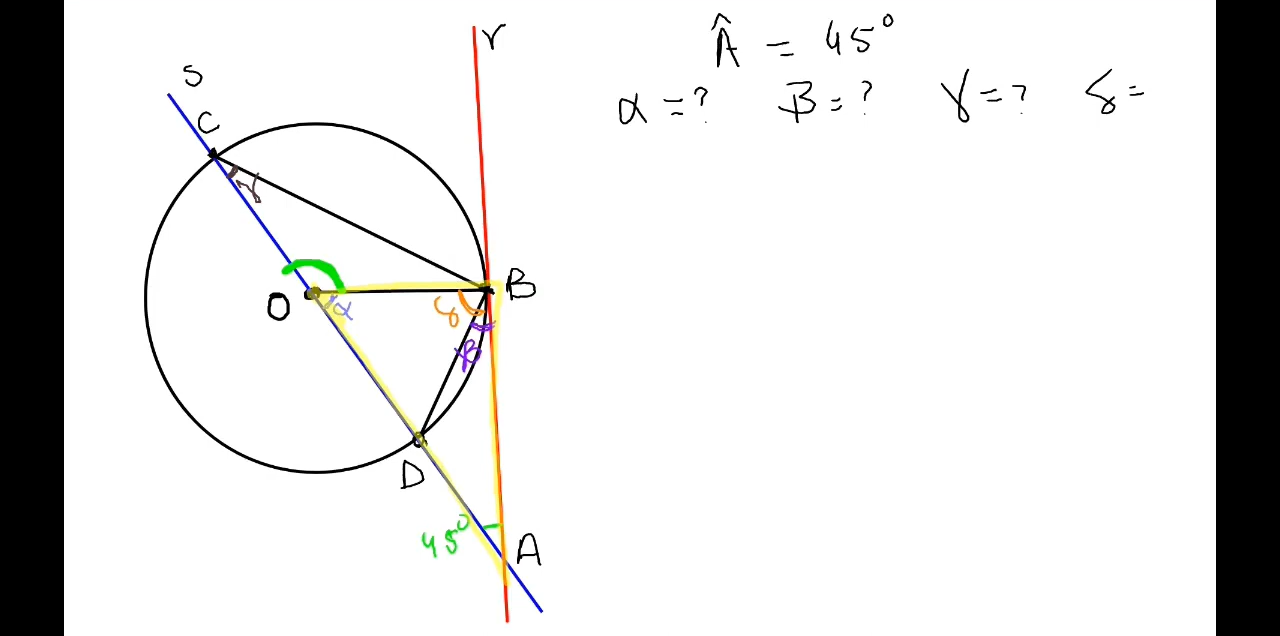 Â = 45°
α = ? β = ? γ = ? δ =
r
s
C
γ
O
α
δ
B
β
D
45°
A